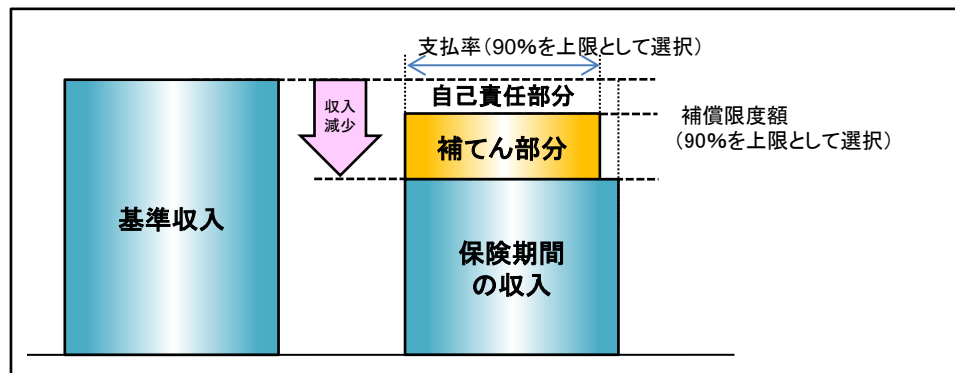 支払率(90%を上限として選択)
自己責任部分
収入
減少
補償限度額
(90%を上限として選択)
補てん部分
基準収入
保険期間
の収入